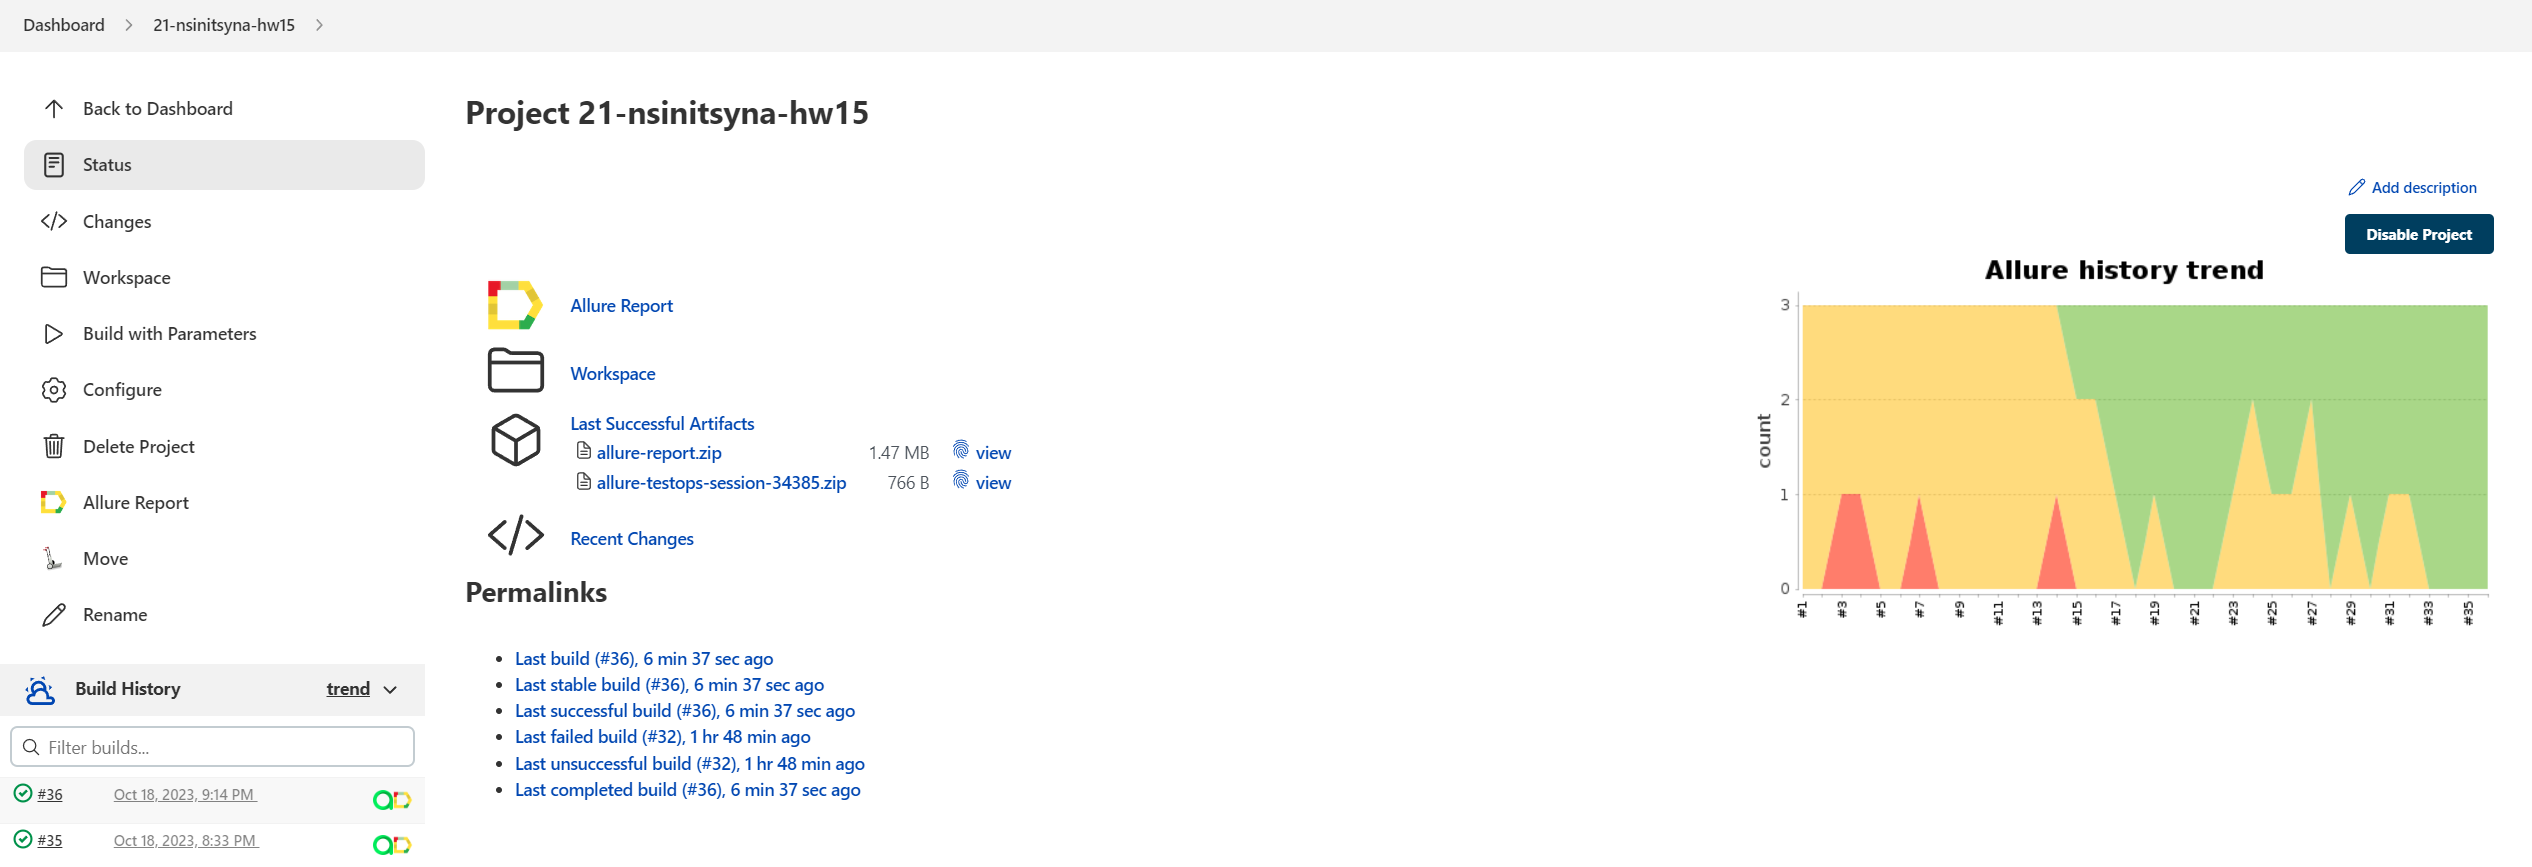 Dashboard > 21-nsinitsyna-hw15 >
Back to Dashboard
Status
Changes
Workspace
Build with Parameters
Configure
Delete Project
Allure Report
Move
Rename
Build History trend
Filter builds...
#36 Oct 18, 2023, 9:14 PM
#35 Oct 18, 2023, 8:33 PM
Project 21-nsinitsyna-hw15
Add description
Disable Project
Allure Report
Workspace
Last Successful Artifacts
allure-report.zip 1.47 MB view
allure-testops-session-34385.zip 766 B view
Recent Changes
Permalinks
Last build (#36), 6 min 37 sec ago
Last stable build (#36), 6 min 37 sec ago
Last successful build (#36), 6 min 37 sec ago
Last failed build (#32), 1 hr 48 min ago
Last unsuccessful build (#32), 1 hr 48 min ago
Last completed build (#36), 6 min 37 sec ago
Allure history trend
count
3
2
1
0
#1 #3 #5 #7 #9 #11 #13 #15 #17 #19 #21 #23 #25 #27 #29 #31 #33 #35